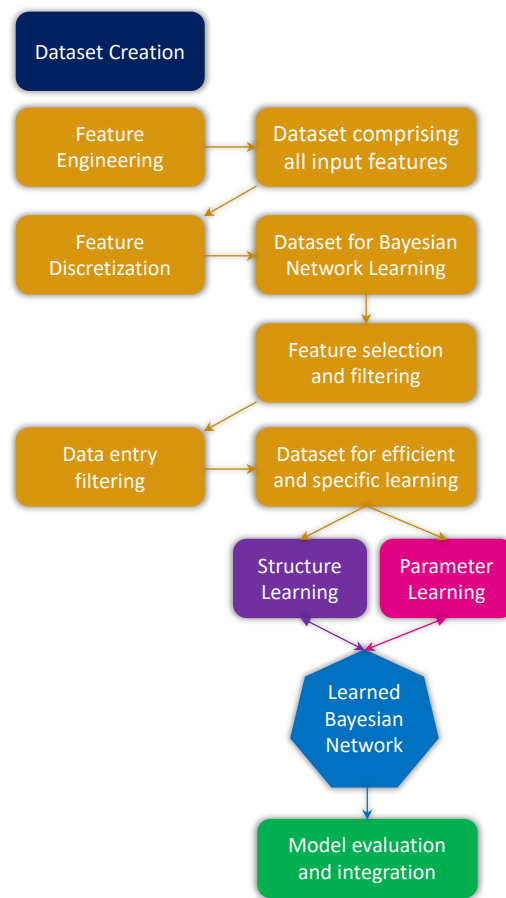 Dataset Creation
Feature
Engineering
Dataset comprising
all input features
Feature
Discretization
Dataset for Bayesian
Network Learning
Feature selection
and filtering
Data entry
filtering
Dataset for efficient
and specific learning
Structure
Learning
Parameter
Learning
Learned
Bayesian
Network
Model evaluation
and integration